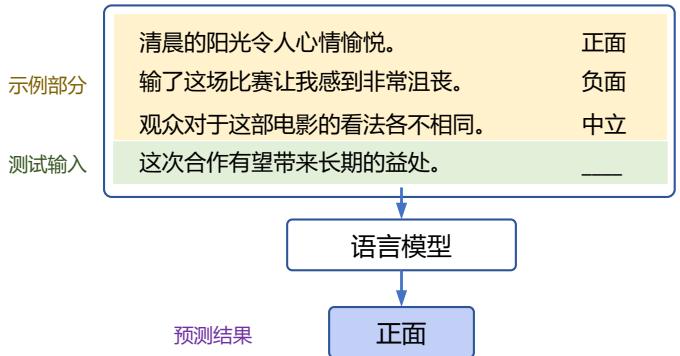 清晨的阳光令人心情愉悦。 正面
示例部分 输了这场比赛让我感到非常沮丧。 负面
观众对于这部电影的看法各不相同。 中立
测试输入 这次合作有望带来长期的益处。 ____
语言模型
预测结果 正面